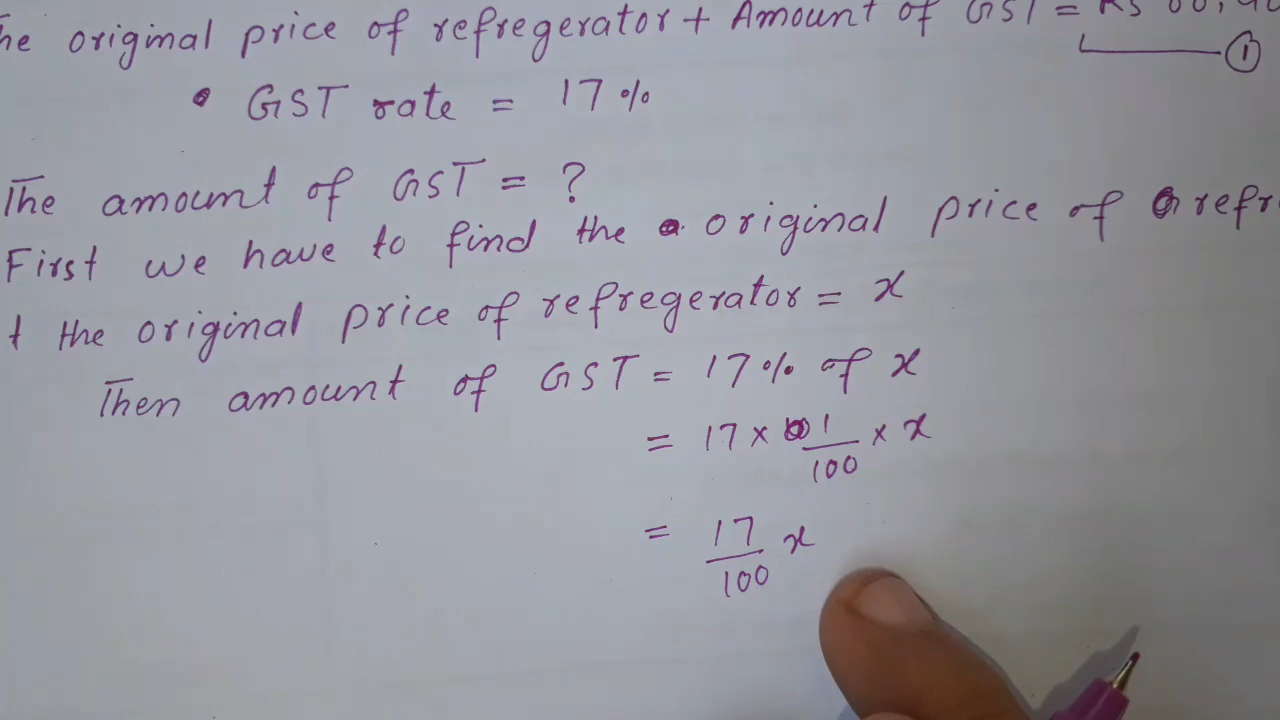 he original price of refregerator + Amount of GST = Rs
①
GST rate = 17%
The amount of GST = ?
First we have to find the original price of refr
t the original price of refregerator = x
Then amount of GST = 17% of x
= 17 × 1/100 × x
= 17/100 x